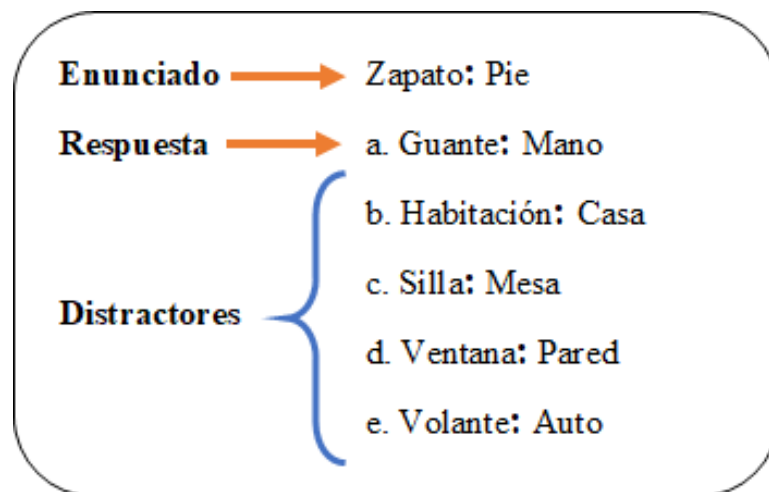 Enunciado Zapato: Pie
Respuesta a. Guante: Mano
b. Habitación: Casa
c. Silla: Mesa
Distractores
d. Ventana: Pared
e. Volante: Auto